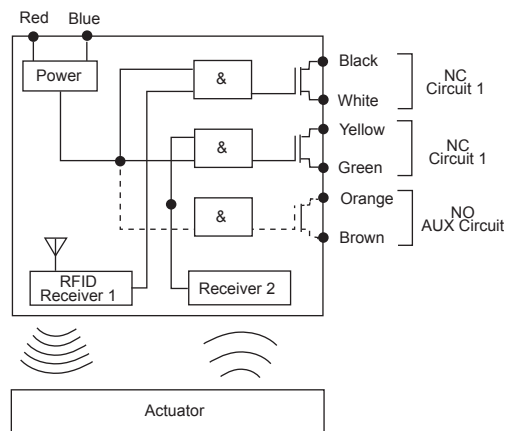 Red Blue
Power
&
Black
White
NC
Circuit 1
&
Yellow
Green
NC
Circuit 1
&
Orange
Brown
NO
AUX Circuit
RFID
Receiver 1
Receiver 2
Actuator